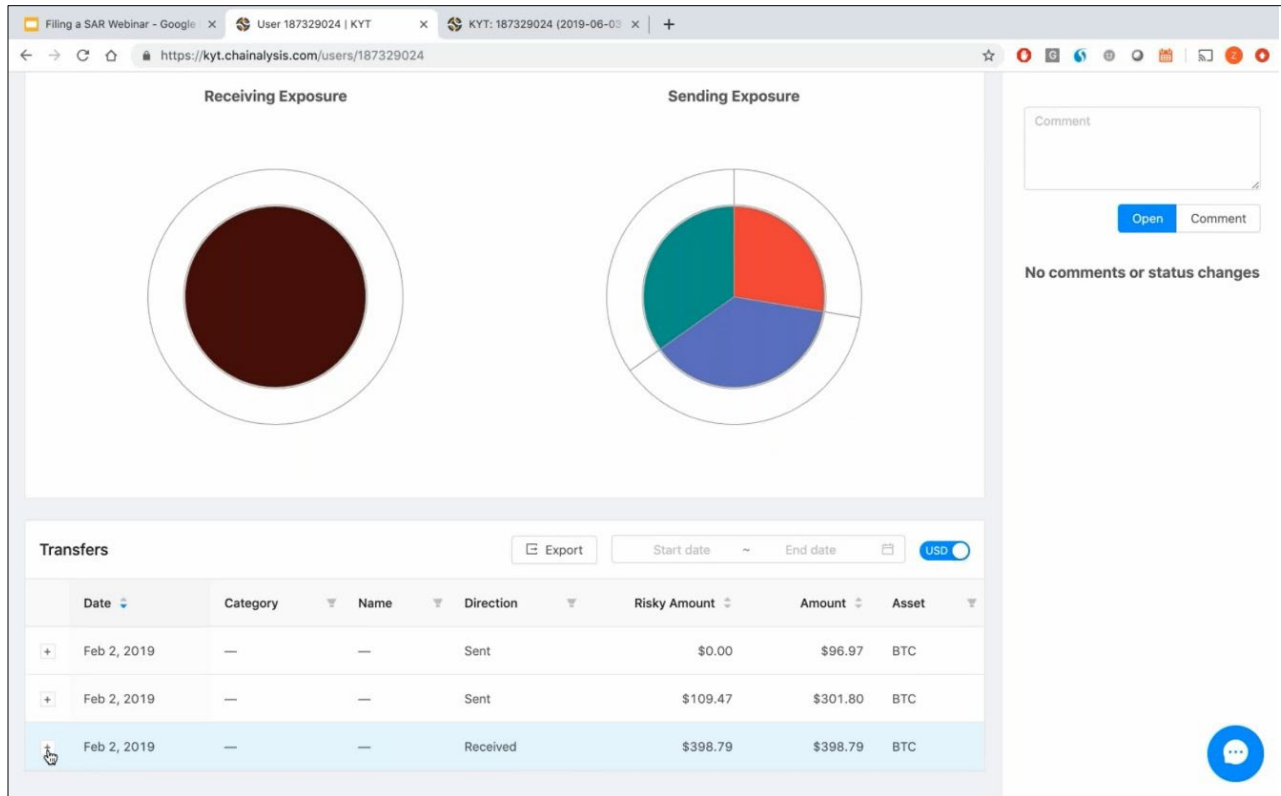 Filing a SAR Webinar - Google
User 187329024 | KYT
KYT: 187329024 (2019-06-03
https://kyt.chainalysis.com/users/187329024
Receiving Exposure
Sending Exposure
Comment
Open
Comment
No comments or status changes
Transfers
Export
Start date ~ End date
USD
Date Category Name Direction Risky Amount Amount Asset
+ Feb 2, 2019 — — Sent $0.00 $96.97 BTC
+ Feb 2, 2019 — — Sent $109.47 $301.80 BTC
+ Feb 2, 2019 — — Received $398.79 $398.79 BTC